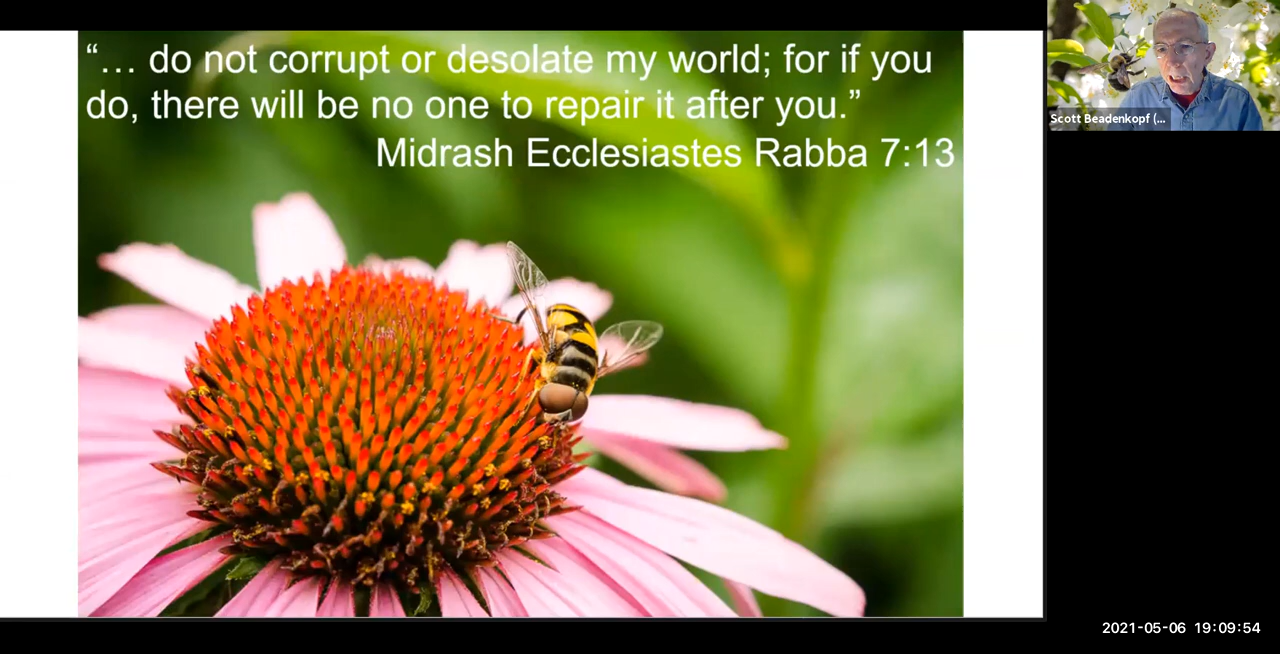 “… do not corrupt or desolate my world; for if you
do, there will be no one to repair it after you.”
Midrash Ecclesiastes Rabba 7:13
Scott Beadenkopf (...
2021-05-06 19:09:54